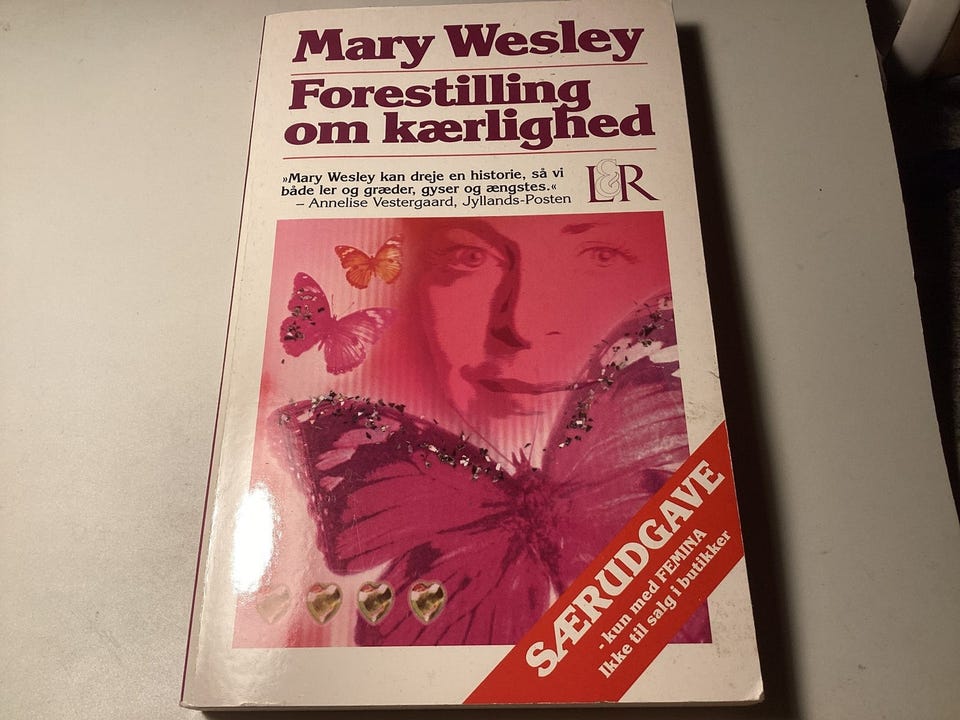 Mary Wesley
Forestilling
om kærlighed
»Mary Wesley kan dreje en historie, så vi
både ler og græder, gyser og ængstes.«
– Annelise Vestergaard, Jyllands-Posten
L&R
SÆRUDGAVE
- kun med FEMINA
Ikke til salg i butikker